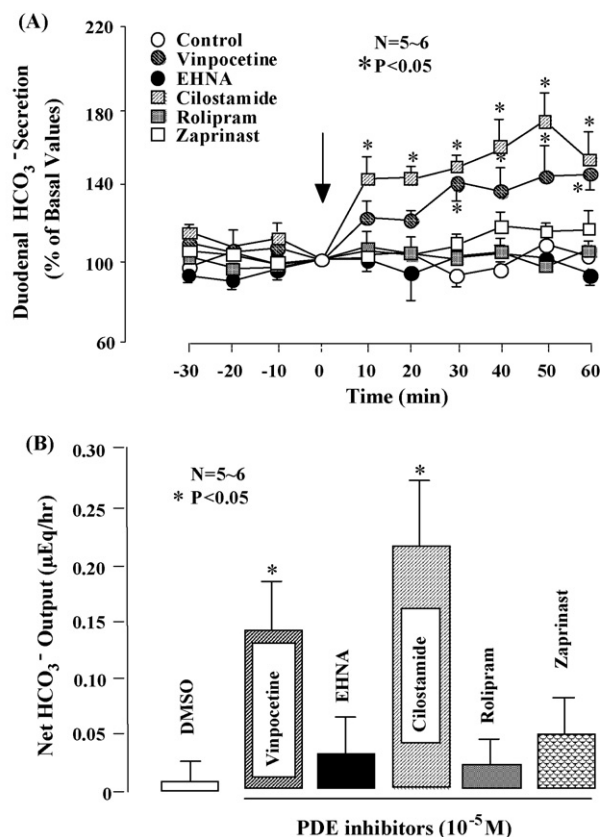 (A)
220
180
140
100
60
Duodenal HCO₃⁻ Secretion
(% of Basal Values)
Control
Vinpocetine
EHNA
Cilostamide
Rolipram
Zaprinast
N=5~6
* P<0.05
* * * * * * * * * *
-30 -20 -10 0 10 20 30 40 50 60
Time (min)
(B)
0.30
0.25
0.20
0.15
0.10
0.05
0
Net HCO₃⁻ Output (µEq/hr)
N=5~6
* P<0.05
* *
DMSO
Vinpocetine
EHNA
Cilostamide
Rolipram
Zaprinast
PDE inhibitors (10⁻⁵M)